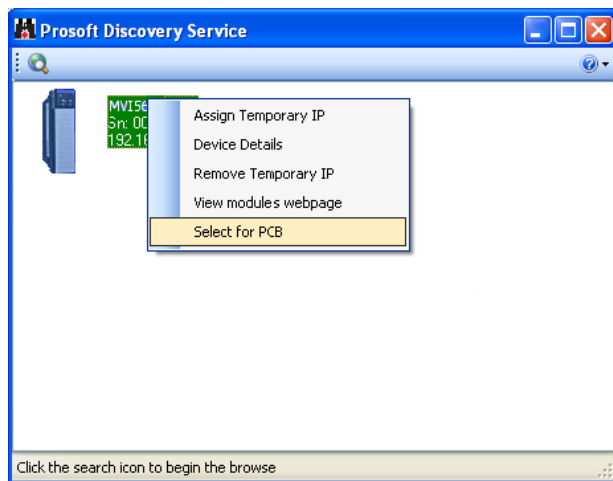 Prosoft Discovery Service
MVI56
Sn: 00
192.16
Assign Temporary IP
Device Details
Remove Temporary IP
View modules webpage
Select for PCB
Click the search icon to begin the browse